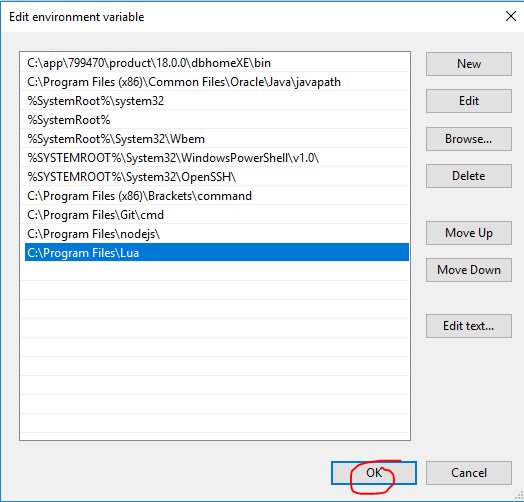 Edit environment variable
C:\app\799470\product\18.0.0\dbhomeXE\bin
C:\Program Files (x86)\Common Files\Oracle\Java\javapath
%SystemRoot%\system32
%SystemRoot%
%SystemRoot%\System32\Wbem
%SYSTEMROOT%\System32\WindowsPowerShell\v1.0\
%SYSTEMROOT%\System32\OpenSSH\
C:\Program Files (x86)\Brackets\command
C:\Program Files\Git\cmd
C:\Program Files\nodejs\
C:\Program Files\Lua
New
Edit
Browse...
Delete
Move Up
Move Down
Edit text...
OK
Cancel